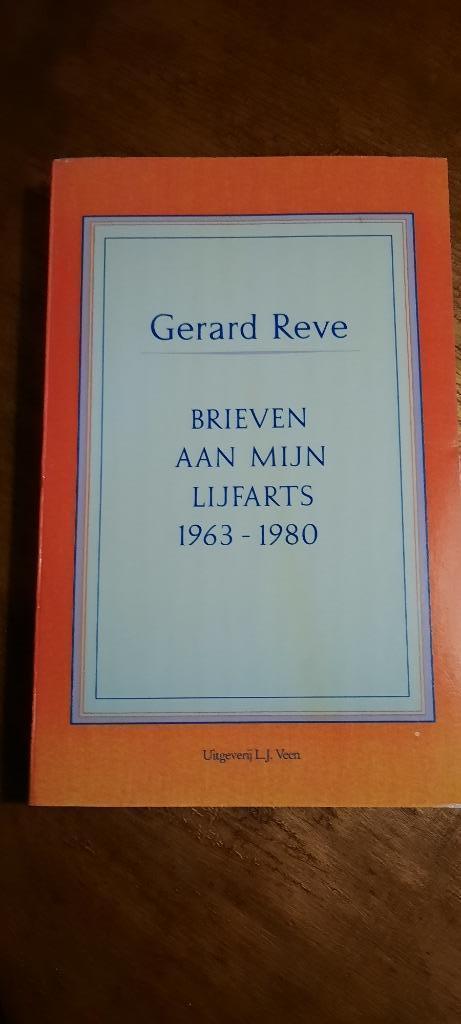 Gerard Reve
BRIEVEN
AAN MIJN
LIJFARTS
1963 - 1980
Uitgeverij L.J. Veen